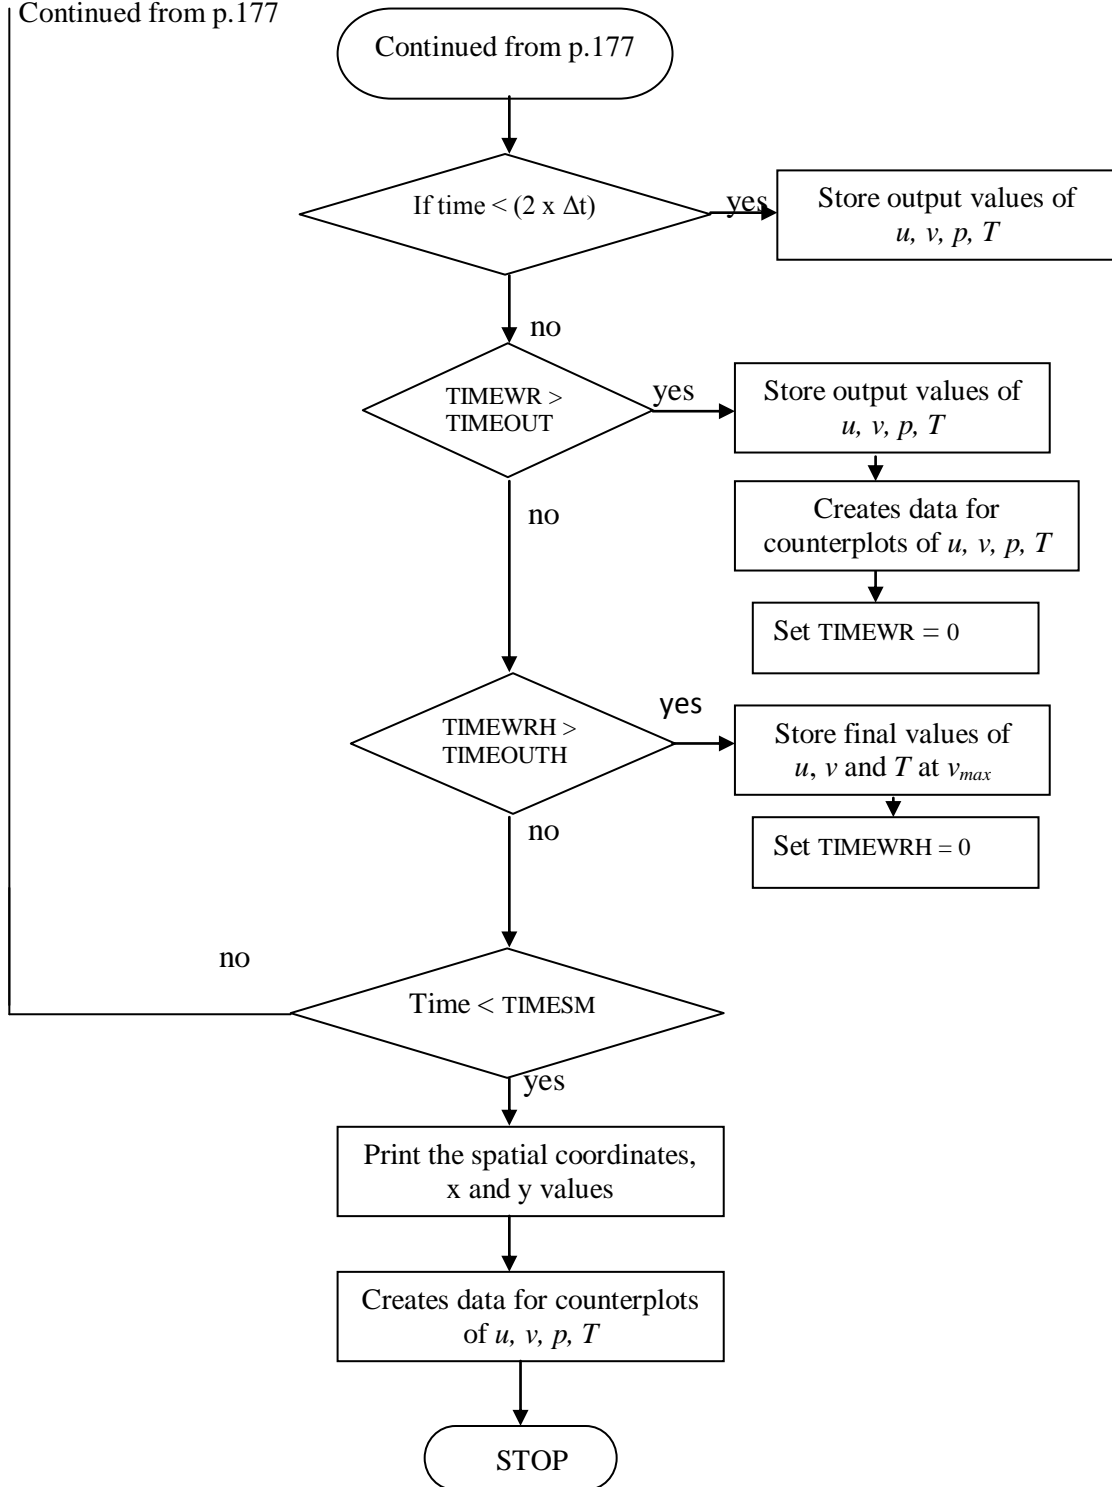 Continued from p.177
Continued from p.177
If time < (2 x Δt)
yes
Store output values of
u, v, p, T
no
TIMEWR >
TIMEOUT
yes
Store output values of
u, v, p, T
Creates data for
counterplots of u, v, p, T
no
Set TIMEWR = 0
TIMEWRH >
TIMEOUTH
yes
Store final values of
u, v and T at vmax
no
Set TIMEWRH = 0
no
Time < TIMESM
yes
Print the spatial coordinates,
x and y values
Creates data for counterplots
of u, v, p, T
STOP